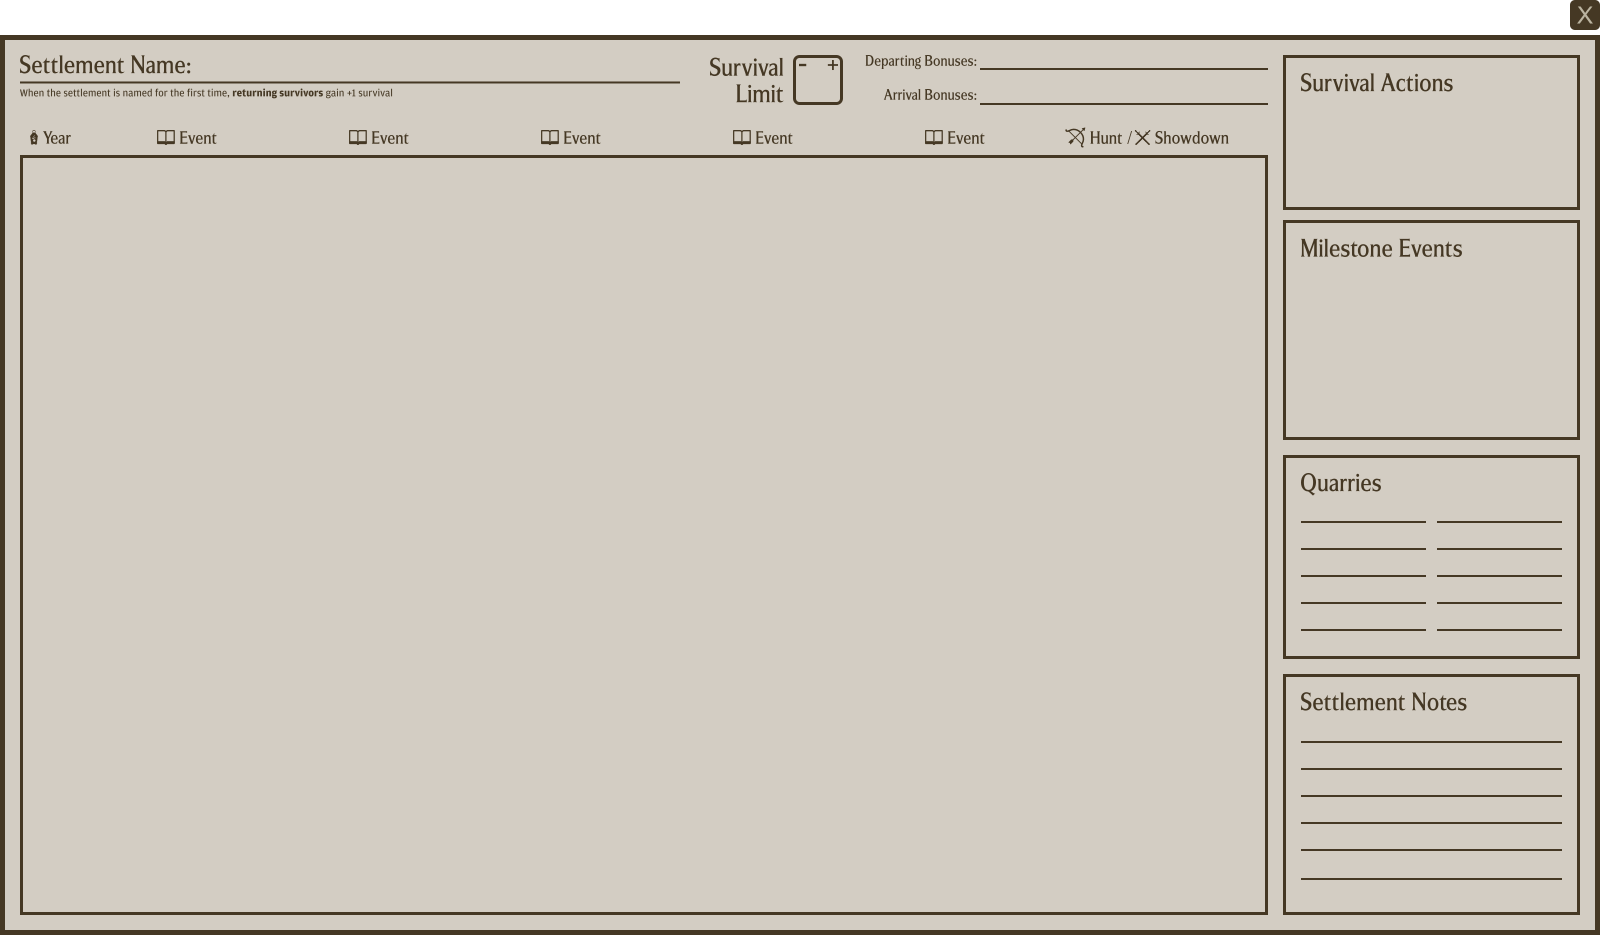 X
Settlement Name:
When the settlement is named for the first time, returning survivors gain +1 survival
Survival
Limit
- +
Departing Bonuses:
Arrival Bonuses:
Year Event Event Event Event Event Hunt / Showdown
Survival Actions
Milestone Events
Quarries
Settlement Notes